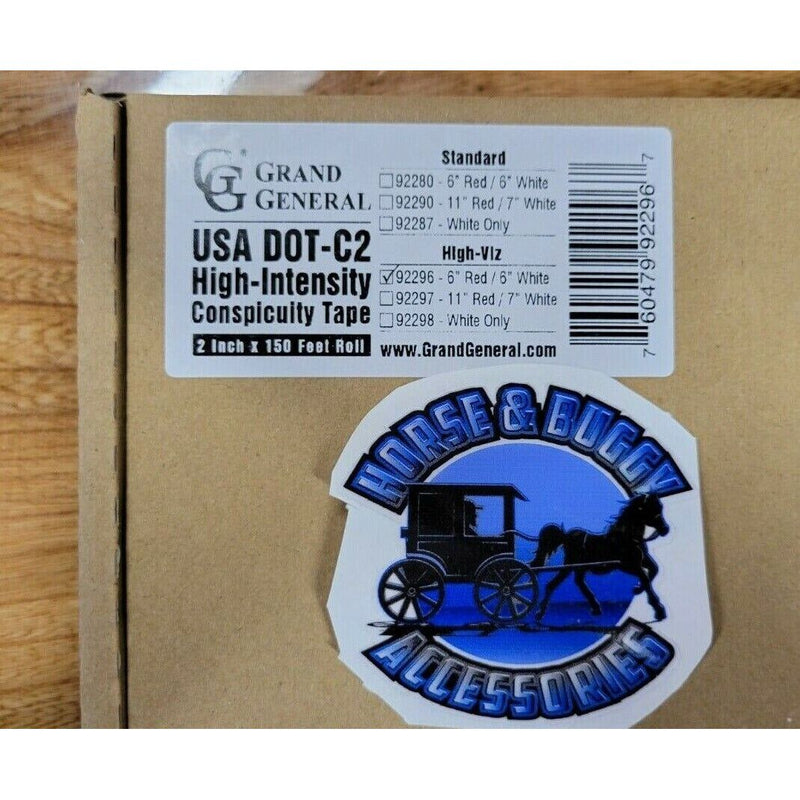 GG® GRAND
GENERAL
USA DOT-C2
High-Intensity
Conspicuity Tape
2 Inch x 150 Feet Roll
Standard
92280 - 6" Red / 6" White
92290 - 11" Red / 7" White
92287 - White Only
High-Viz
92296 - 6" Red / 6" White
92297 - 11" Red / 7" White
92298 - White Only
www.GrandGeneral.com
7 60479 92296 7
HORSE & BUGGY
ACCESSORIES